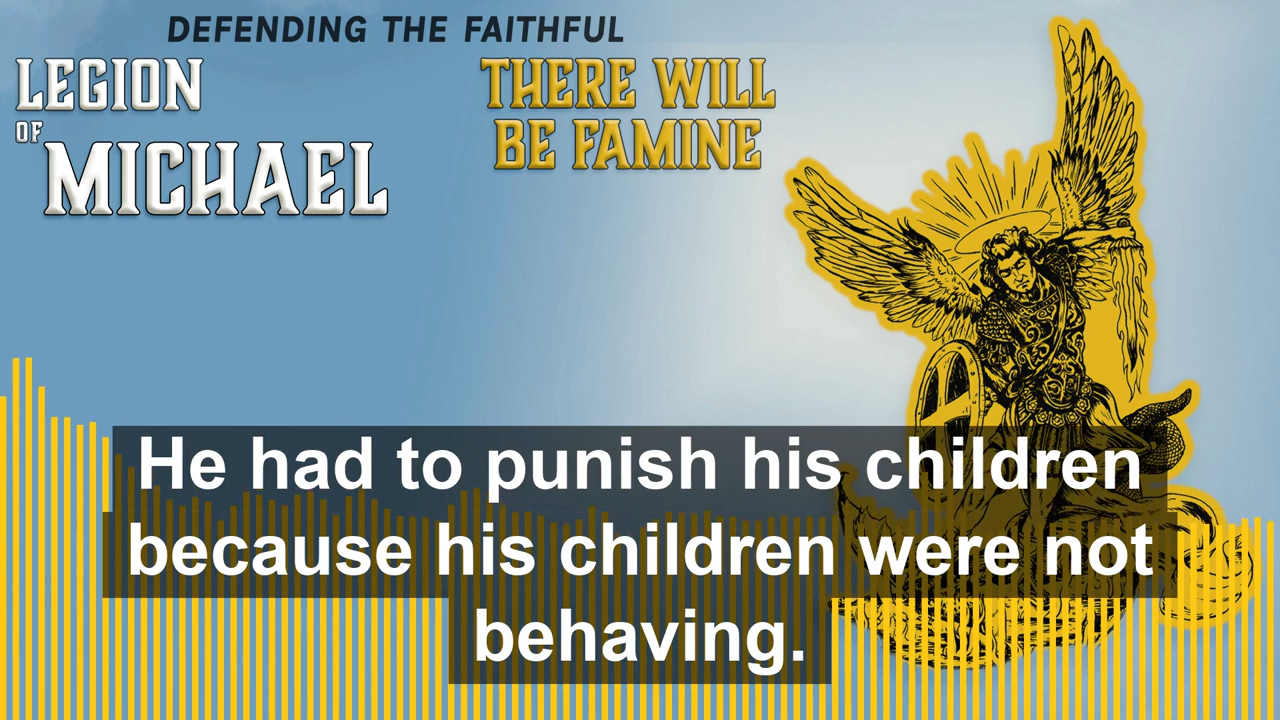 DEFENDING THE FAITHFUL
LEGION
OF
MICHAEL
THERE WILL
BE FAMINE
He had to punish his children
because his children were not
behaving.